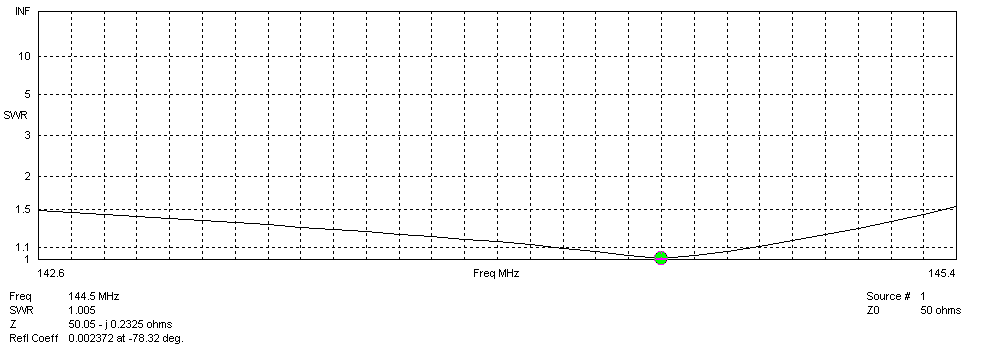 INF
10
5
SWR
3
2
1.5
1.1
1
142.6 Freq MHz 145.4
Freq 144.5 MHz Source # 1
SWR 1.005 Z0 50 ohms
Z 50.05 - j 0.2325 ohms
Refl Coeff 0.002372 at -78.32 deg.